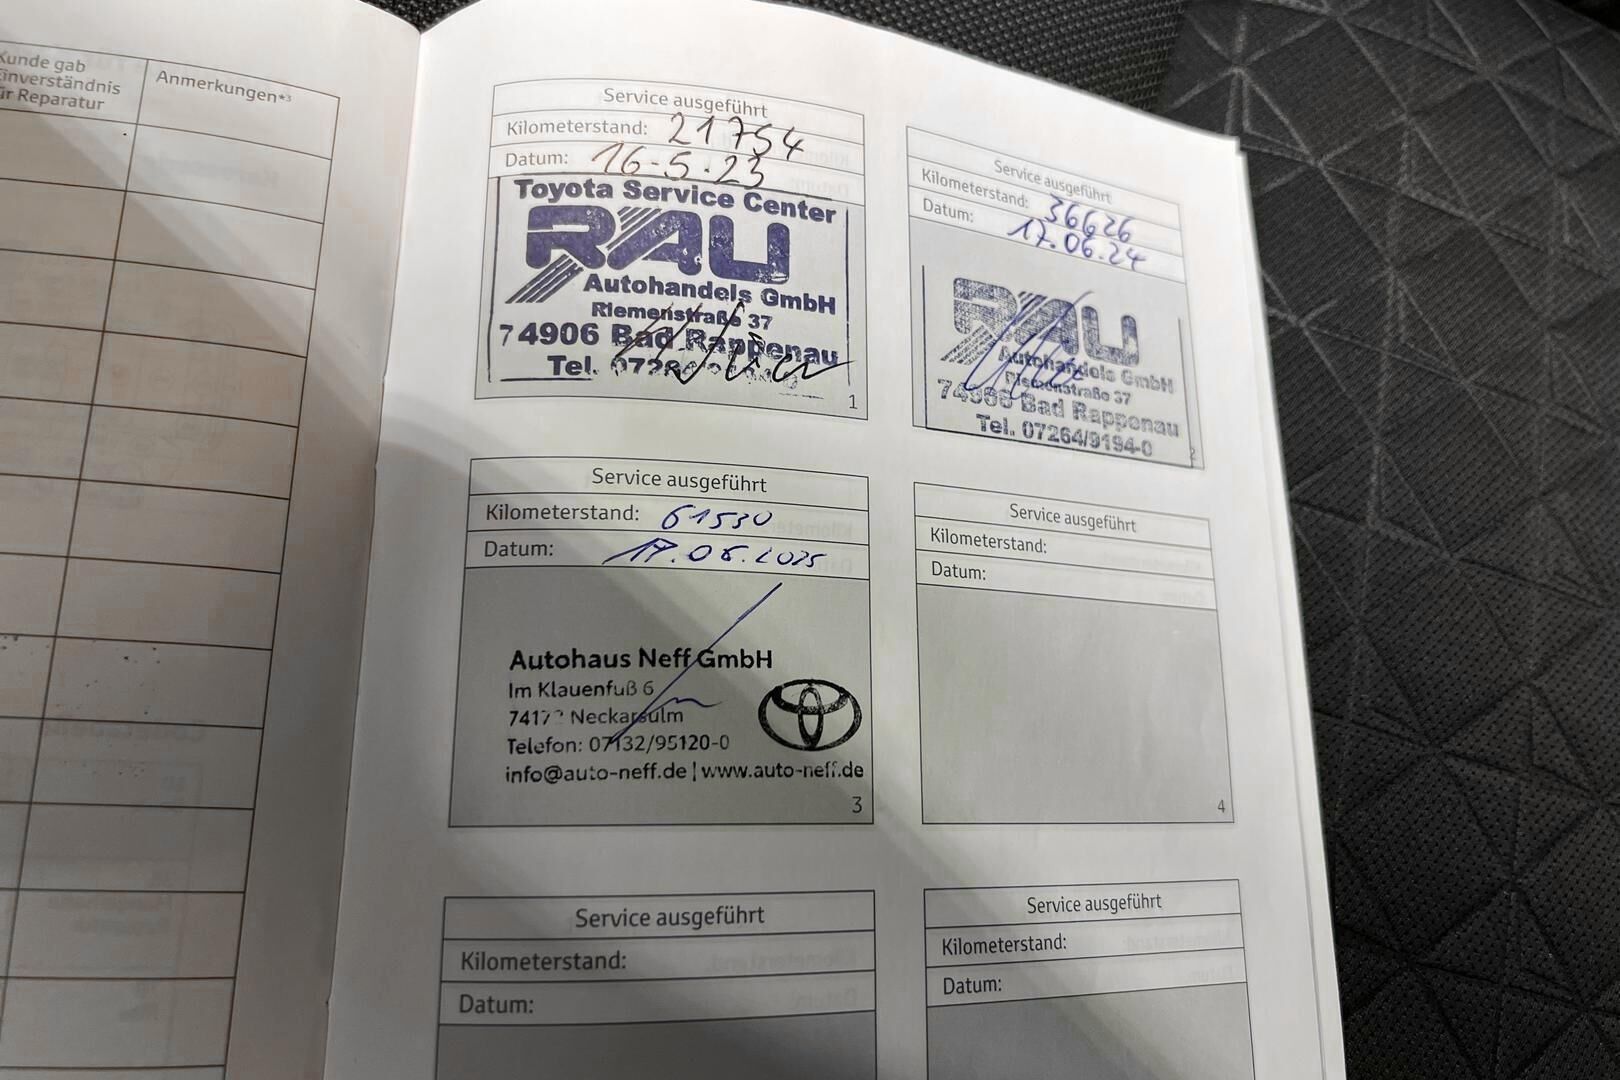 Kunde gab
Einverständnis
für Reparatur
Anmerkungen*³
Service ausgeführt
Kilometerstand: 21754
Datum: 16-5-23
Toyota Service Center
RAU
Autohandels GmbH
Riemenstraße 37
74906 Bad Rappenau
Tel.
1
Service ausgeführt
Kilometerstand: 36626
Datum: 17.06.24
RAU
Autohandels GmbH
Riemenstraße 37
74906 Bad Rappenau
Tel. 07264/9194-0
2
Service ausgeführt
Kilometerstand: 61530
Datum: 17.06.2025
Autohaus Neff GmbH
Im Klauenfuß 6
Neckarsulm
Telefon: 07132/95120-0
info@auto-neff.de | www.auto-neff.de
3
Service ausgeführt
Kilometerstand:
Datum:
4
Service ausgeführt
Kilometerstand:
Datum:
Service ausgeführt
Kilometerstand:
Datum: